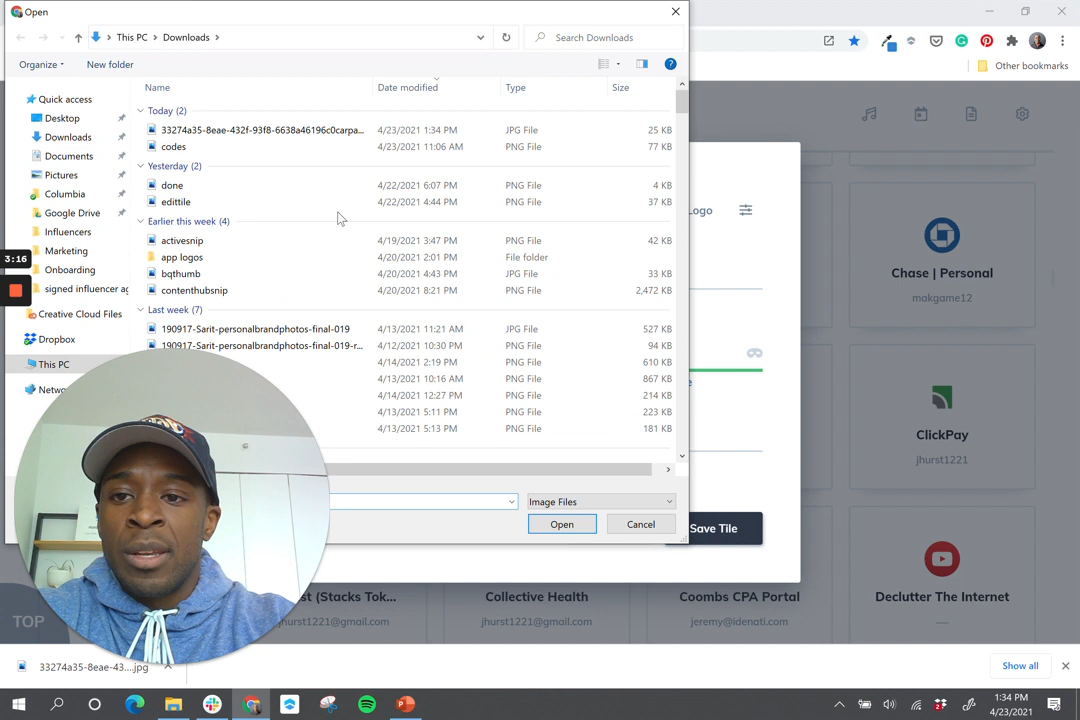 Open
This PC
Downloads
Search Downloads
Organize
New folder
Other bookmarks
Name
Date modified
Type
Size
Quick access
Desktop
Downloads
Documents
Pictures
Columbia
Google Drive
Influencers
Marketing
Onboarding
signed influencer ag
Creative Cloud Files
Dropbox
This PC
3:16
Today (2)
33274a35-8eae-432f-93f8-6638a46196c0carpa... 4/23/2021 1:34 PM JPG File 25 KB
codes 4/23/2021 11:06 AM PNG File 77 KB
Yesterday (2)
done 4/22/2021 6:07 PM PNG File 4 KB
edittile 4/22/2021 4:44 PM PNG File 37 KB
Earlier this week (4)
activesnip 4/19/2021 3:47 PM PNG File 42 KB
app logos 4/20/2021 2:01 PM File folder
bqthumb 4/20/2021 4:43 PM JPG File 33 KB
contenthubsnip 4/20/2021 8:21 PM PNG File 2,472 KB
Last week (7)
190917-Sarit-personalbrandphotos-final-019 4/13/2021 11:21 AM JPG File 527 KB
190917-Sarit-personalbrandphotos-final-019-r... 4/12/2021 10:30 PM PNG File 94 KB
4/14/2021 2:19 PM PNG File 610 KB
4/13/2021 10:16 AM PNG File 867 KB
4/14/2021 12:27 PM PNG File 214 KB
4/13/2021 5:11 PM PNG File 223 KB
4/13/2021 5:13 PM PNG File 181 KB
Image Files
Open
Cancel
Logo
Save Tile
Chase | Personal
makgame12
ClickPay
jhurst1221
(Stacks Tok...
jhurst1221@gmail.com
Collective Health
jhurst1221@gmail.com
Coombs CPA Portal
jeremy@idenati.com
Declutter The Internet
TOP
33274a35-8eae-43....jpg
Show all
1:34 PM
4/23/2021